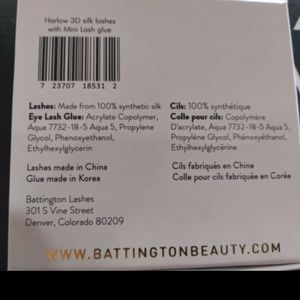 Harlow 3D silk lashes
with Mini Lash glue
7 23707 18531 2
Lashes: Made from 100% synthetic silk
Eye Lash Glue: Acrylate Copolymer,
Aqua 7732-18-5 Aqua 5, Propylene
Glycol, Phenoxyethanol,
Ethylhexylglycerin
Lashes made in China
Glue made in Korea
Battington Lashes
301 S Vine Street
Denver, Colorado 80209
Cils: 100% synthétique
Colle pour cils: Copolymère
D'acrylate, Aqua 7732-18-5
Aqua 5, Propylène Glycol,
Phénoxyéthanol,
Ethylhexylglycérine
Cils fabriqués en China
Colle pour cils fabriqué en Corée
WWW.BATTINGTONBEAUTY.COM